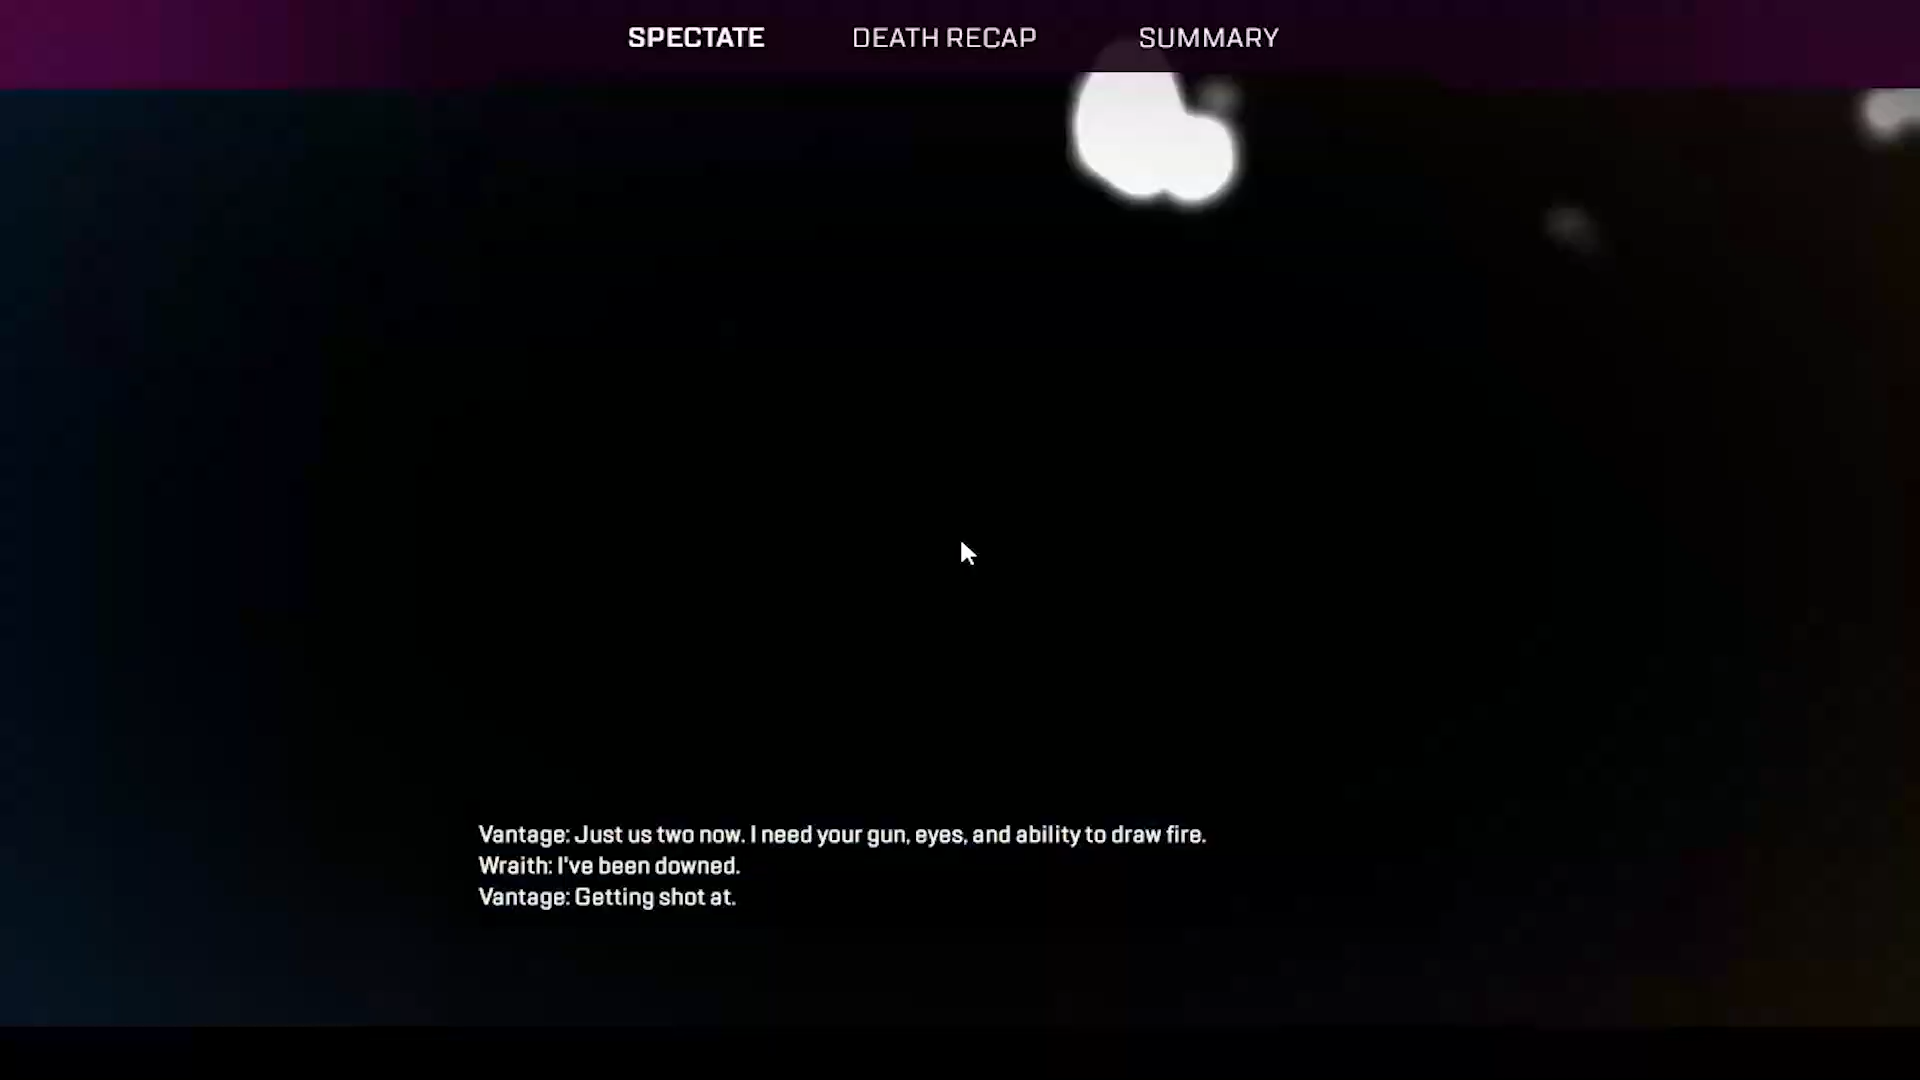 SPECTATE DEATH RECAP SUMMARY
Vantage: Just us two now. I need your gun, eyes, and ability to draw fire.
Wraith: I've been downed.
Vantage: Getting shot at.